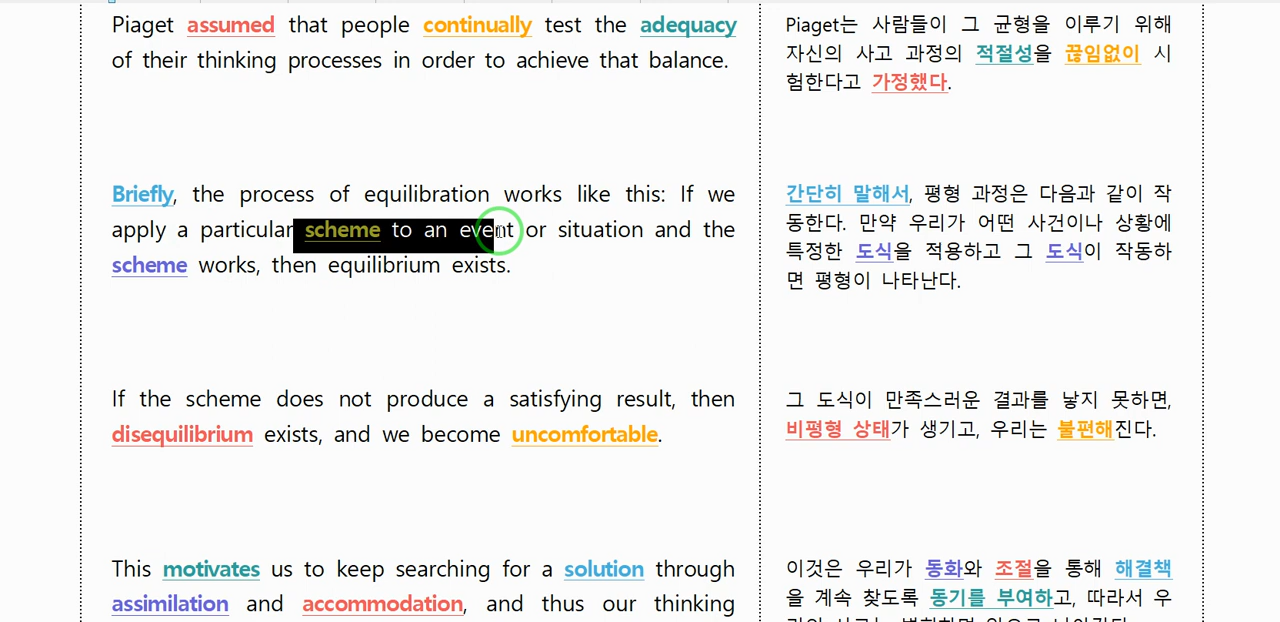 Piaget assumed that people continually test the adequacy
of their thinking processes in order to achieve that balance.
Briefly, the process of equilibration works like this: If we
apply a particular scheme to an event or situation and the
scheme works, then equilibrium exists.
If the scheme does not produce a satisfying result, then
disequilibrium exists, and we become uncomfortable.
This motivates us to keep searching for a solution through
assimilation and accommodation, and thus our thinking
Piaget는 사람들이 그 균형을 이루기 위해
자신의 사고 과정의 적절성을 끊임없이 시
험한다고 가정했다.
간단히 말해서, 평형 과정은 다음과 같이 작
동한다. 만약 우리가 어떤 사건이나 상황에
특정한 도식을 적용하고 그 도식이 작동하
면 평형이 나타난다.
그 도식이 만족스러운 결과를 낳지 못하면,
비평형 상태가 생기고, 우리는 불편해진다.
이것은 우리가 동화와 조절을 통해 해결책
을 계속 찾도록 동기를 부여하고, 따라서 우